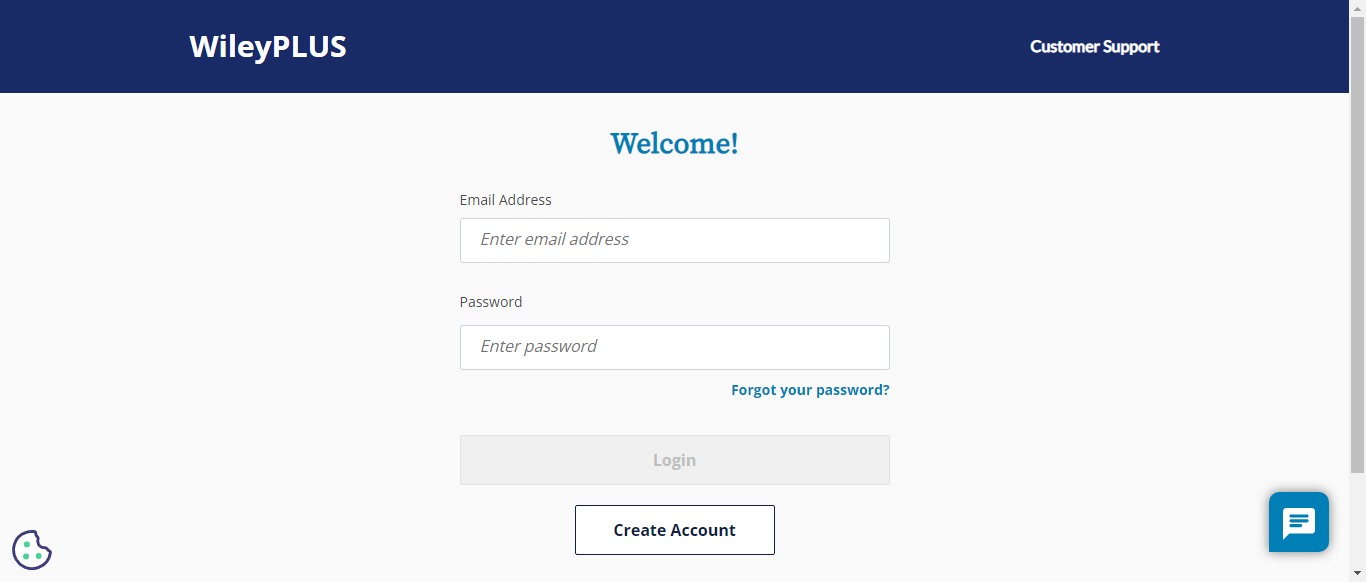 WileyPLUS
Customer Support
Welcome!
Email Address
Enter email address
Password
Enter password
Forgot your password?
Login
Create Account